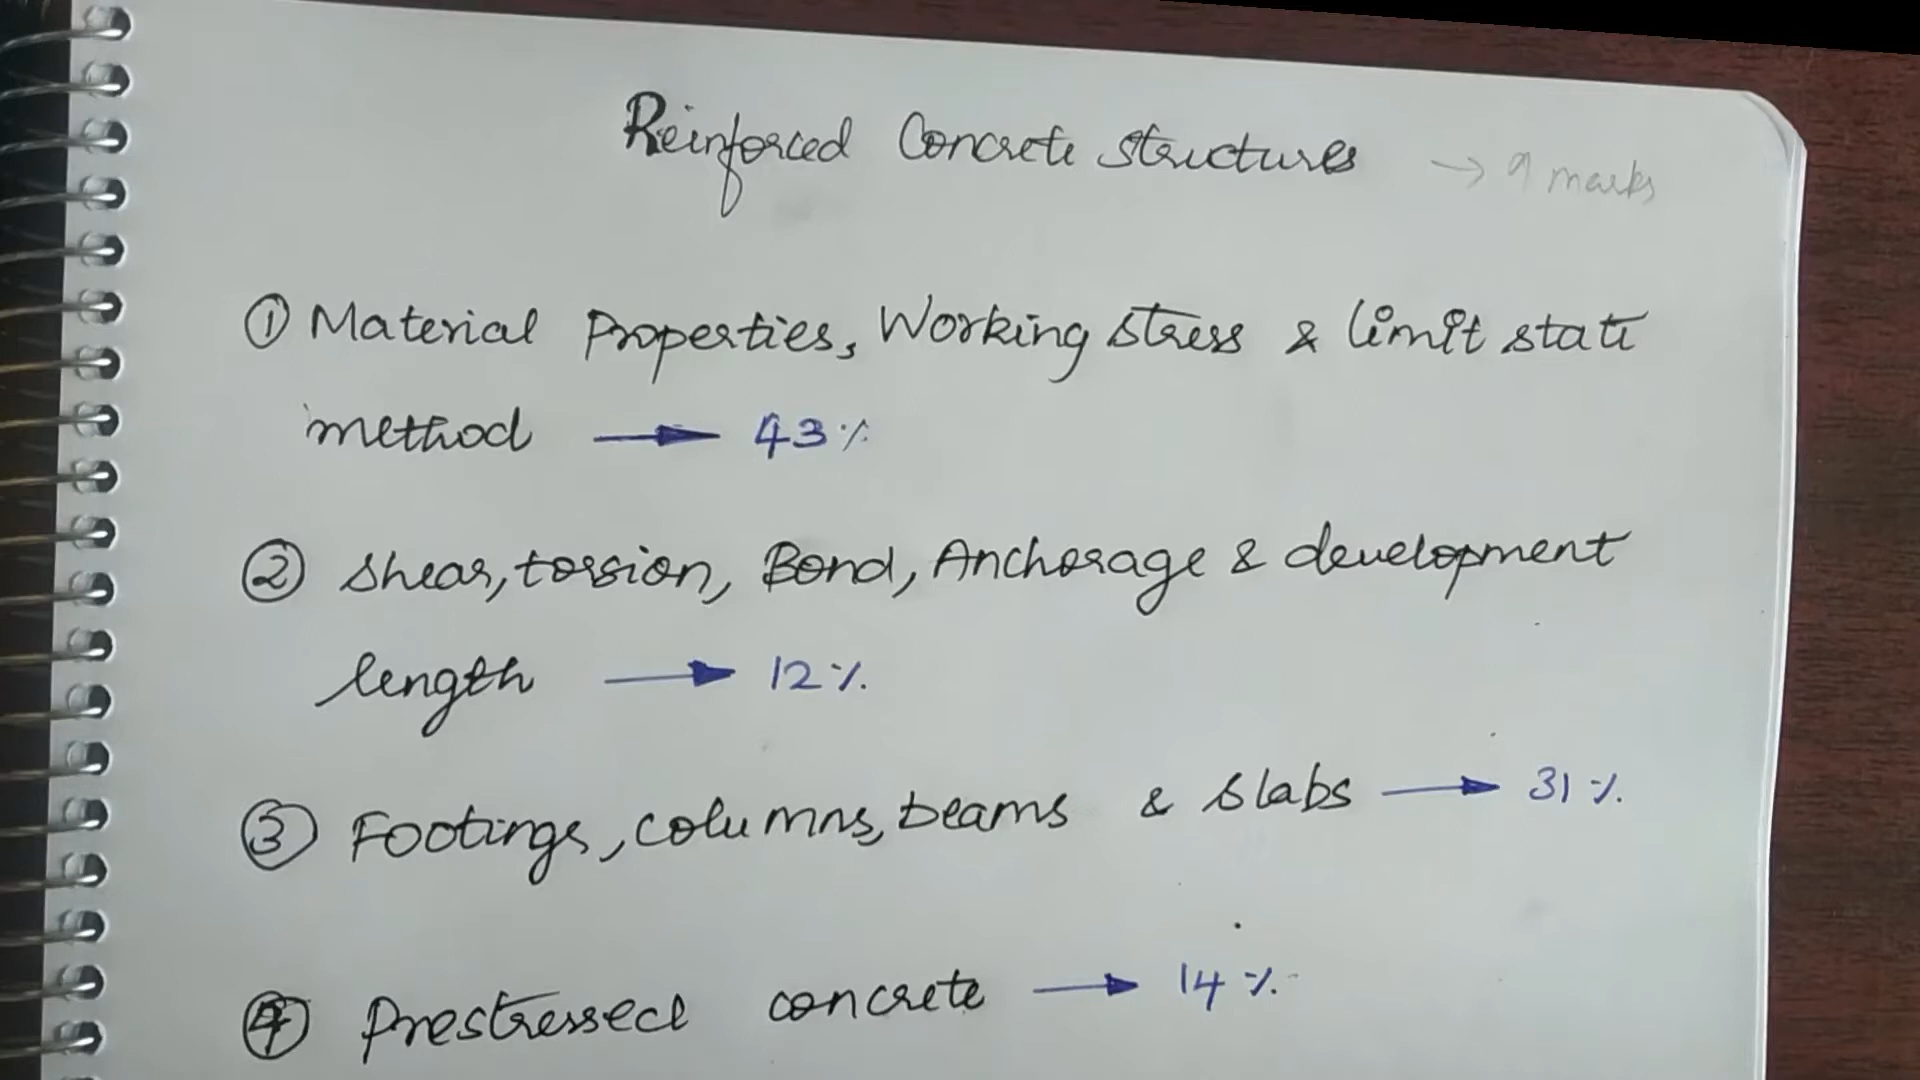 Reinforced Concrete structures → 9 marks
① Material Properties, Working stress & limit state
method → 43%
② shear, torsion, Bond, Anchorage & development
length → 12%
③ Footings, columns, beams & slabs → 31%
④ Prestressed concrete → 14%